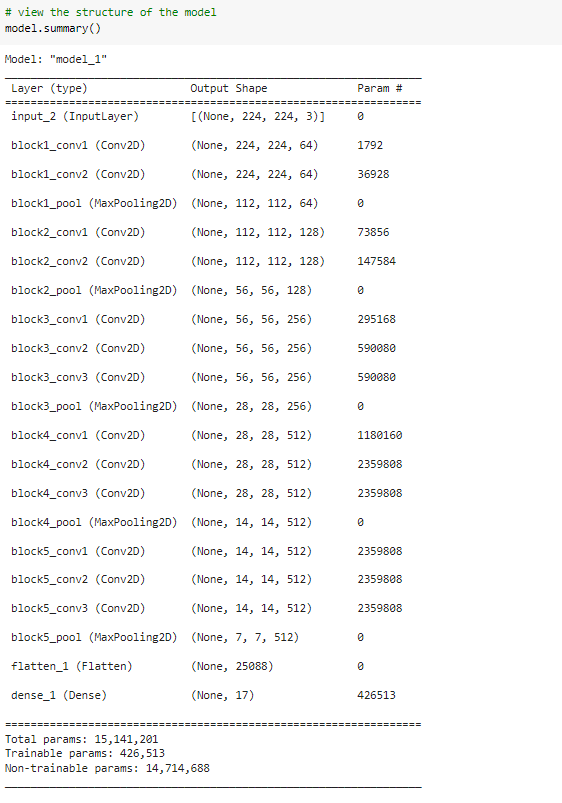 # view the structure of the model
model.summary()
Model: "model_1"
Layer (type) Output Shape Param #
input_2 (InputLayer) [(None, 224, 224, 3)] 0
block1_conv1 (Conv2D) (None, 224, 224, 64) 1792
block1_conv2 (Conv2D) (None, 224, 224, 64) 36928
block1_pool (MaxPooling2D) (None, 112, 112, 64) 0
block2_conv1 (Conv2D) (None, 112, 112, 128) 73856
block2_conv2 (Conv2D) (None, 112, 112, 128) 147584
block2_pool (MaxPooling2D) (None, 56, 56, 128) 0
block3_conv1 (Conv2D) (None, 56, 56, 256) 295168
block3_conv2 (Conv2D) (None, 56, 56, 256) 590080
block3_conv3 (Conv2D) (None, 56, 56, 256) 590080
block3_pool (MaxPooling2D) (None, 28, 28, 256) 0
block4_conv1 (Conv2D) (None, 28, 28, 512) 1180160
block4_conv2 (Conv2D) (None, 28, 28, 512) 2359808
block4_conv3 (Conv2D) (None, 28, 28, 512) 2359808
block4_pool (MaxPooling2D) (None, 14, 14, 512) 0
block5_conv1 (Conv2D) (None, 14, 14, 512) 2359808
block5_conv2 (Conv2D) (None, 14, 14, 512) 2359808
block5_conv3 (Conv2D) (None, 14, 14, 512) 2359808
block5_pool (MaxPooling2D) (None, 7, 7, 512) 0
flatten_1 (Flatten) (None, 25088) 0
dense_1 (Dense) (None, 17) 426513
Total params: 15,141,201
Trainable params: 426,513
Non-trainable params: 14,714,688